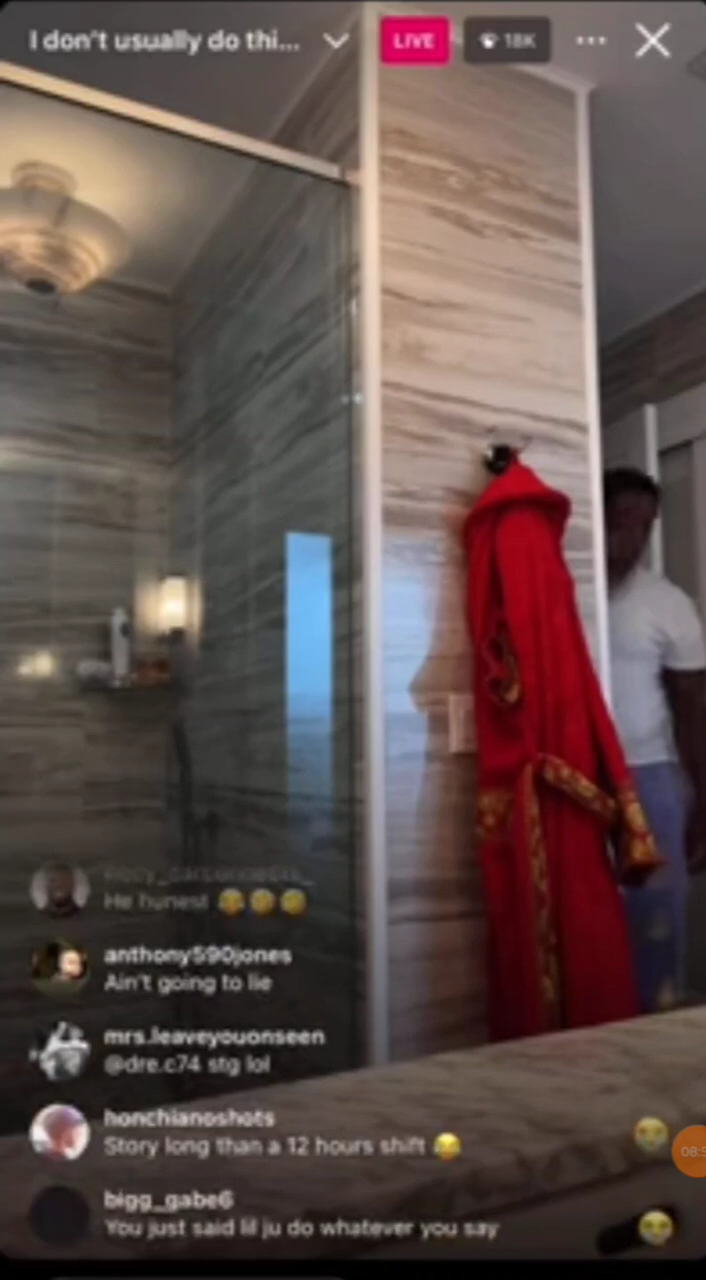 I don't usually do thi...
LIVE
18K
He hunest 😂😂😂
anthony590jones
Ain't going to lie
mrs.leaveyouonseen
@dre.c74 stg lol
honchianoshots
Story long than a 12 hours shift 😂
bigg_gabe6
You just said lil ju do whatever you say